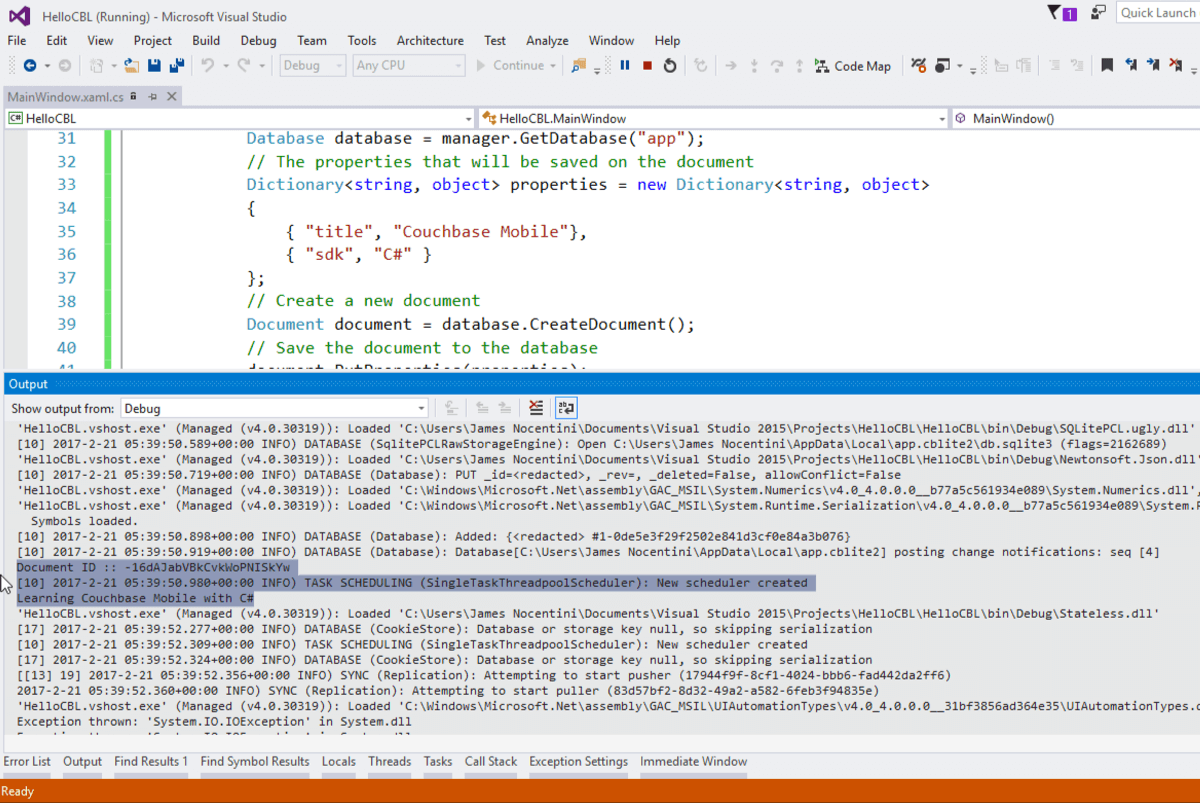 HelloCBL (Running) - Microsoft Visual Studio
1
Quick Launch
File Edit View Project Build Debug Team Tools Architecture Test Analyze Window Help
Debug Any CPU Continue Code Map
MainWindow.xaml.cs
C# HelloCBL HelloCBL.MainWindow MainWindow()
31 Database database = manager.GetDatabase("app");
32 // The properties that will be saved on the document
33 Dictionary<string, object> properties = new Dictionary<string, object>
34 {
35 { "title", "Couchbase Mobile"},
36 { "sdk", "C#" }
37 };
38 // Create a new document
39 Document document = database.CreateDocument();
40 // Save the document to the database
41 document.PutProperties(properties);
Output
Show output from: Debug
'HelloCBL.vshost.exe' (Managed (v4.0.30319)): Loaded 'C:\Users\James Nocentini\Documents\Visual Studio 2015\Projects\HelloCBL\HelloCBL\bin\Debug\SQLitePCL.ugly.dll'
[10] 2017-2-21 05:39:50.589+00:00 INFO) DATABASE (SqlitePCLRawStorageEngine): Open C:\Users\James Nocentini\AppData\Local\app.cblite2\db.sqlite3 (flags=2162689)
'HelloCBL.vshost.exe' (Managed (v4.0.30319)): Loaded 'C:\Users\James Nocentini\Documents\Visual Studio 2015\Projects\HelloCBL\HelloCBL\bin\Debug\Newtonsoft.Json.dll'
[10] 2017-2-21 05:39:50.719+00:00 INFO) DATABASE (Database): PUT _id=<redacted>, _rev=, _deleted=False, allowConflict=False
'HelloCBL.vshost.exe' (Managed (v4.0.30319)): Loaded 'C:\Windows\Microsoft.Net\assembly\GAC_MSIL\System.Numerics\v4.0_4.0.0.0__b77a5c561934e089\System.Numerics.dll',
'HelloCBL.vshost.exe' (Managed (v4.0.30319)): Loaded 'C:\Windows\Microsoft.Net\assembly\GAC_MSIL\System.Runtime.Serialization\v4.0_4.0.0.0__b77a5c561934e089\System.R
Symbols loaded.
[10] 2017-2-21 05:39:50.898+00:00 INFO) DATABASE (Database): Added: {<redacted> #1-0de5e3f29f2502e841d3cf0e84a3b076}
[10] 2017-2-21 05:39:50.919+00:00 INFO) DATABASE (Database): Database[C:\Users\James Nocentini\AppData\Local\app.cblite2] posting change notifications: seq [4]
Document ID :: -16dAJabVBkCvkWoPNISkYw
[10] 2017-2-21 05:39:50.980+00:00 INFO) TASK SCHEDULING (SingleTaskThreadpoolScheduler): New scheduler created
Learning Couchbase Mobile with C#
'HelloCBL.vshost.exe' (Managed (v4.0.30319)): Loaded 'C:\Users\James Nocentini\Documents\Visual Studio 2015\Projects\HelloCBL\HelloCBL\bin\Debug\Stateless.dll'
[17] 2017-2-21 05:39:52.277+00:00 INFO) DATABASE (CookieStore): Database or storage key null, so skipping serialization
[10] 2017-2-21 05:39:52.309+00:00 INFO) TASK SCHEDULING (SingleTaskThreadpoolScheduler): New scheduler created
[17] 2017-2-21 05:39:52.324+00:00 INFO) DATABASE (CookieStore): Database or storage key null, so skipping serialization
[[13] 19] 2017-2-21 05:39:52.356+00:00 INFO) SYNC (Replication): Attempting to start pusher (17944f9f-8cf1-4024-bbb6-fad442da2ff6)
2017-2-21 05:39:52.360+00:00 INFO) SYNC (Replication): Attempting to start puller (83d57bf2-8d32-49a2-a582-6feb3f94835e)
'HelloCBL.vshost.exe' (Managed (v4.0.30319)): Loaded 'C:\Windows\Microsoft.Net\assembly\GAC_MSIL\UIAutomationTypes\v4.0_4.0.0.0__31bf3856ad364e35\UIAutomationTypes.d
Exception thrown: 'System.IO.IOException' in System.dll
Error List Output Find Results 1 Find Symbol Results Locals Threads Tasks Call Stack Exception Settings Immediate Window
Ready